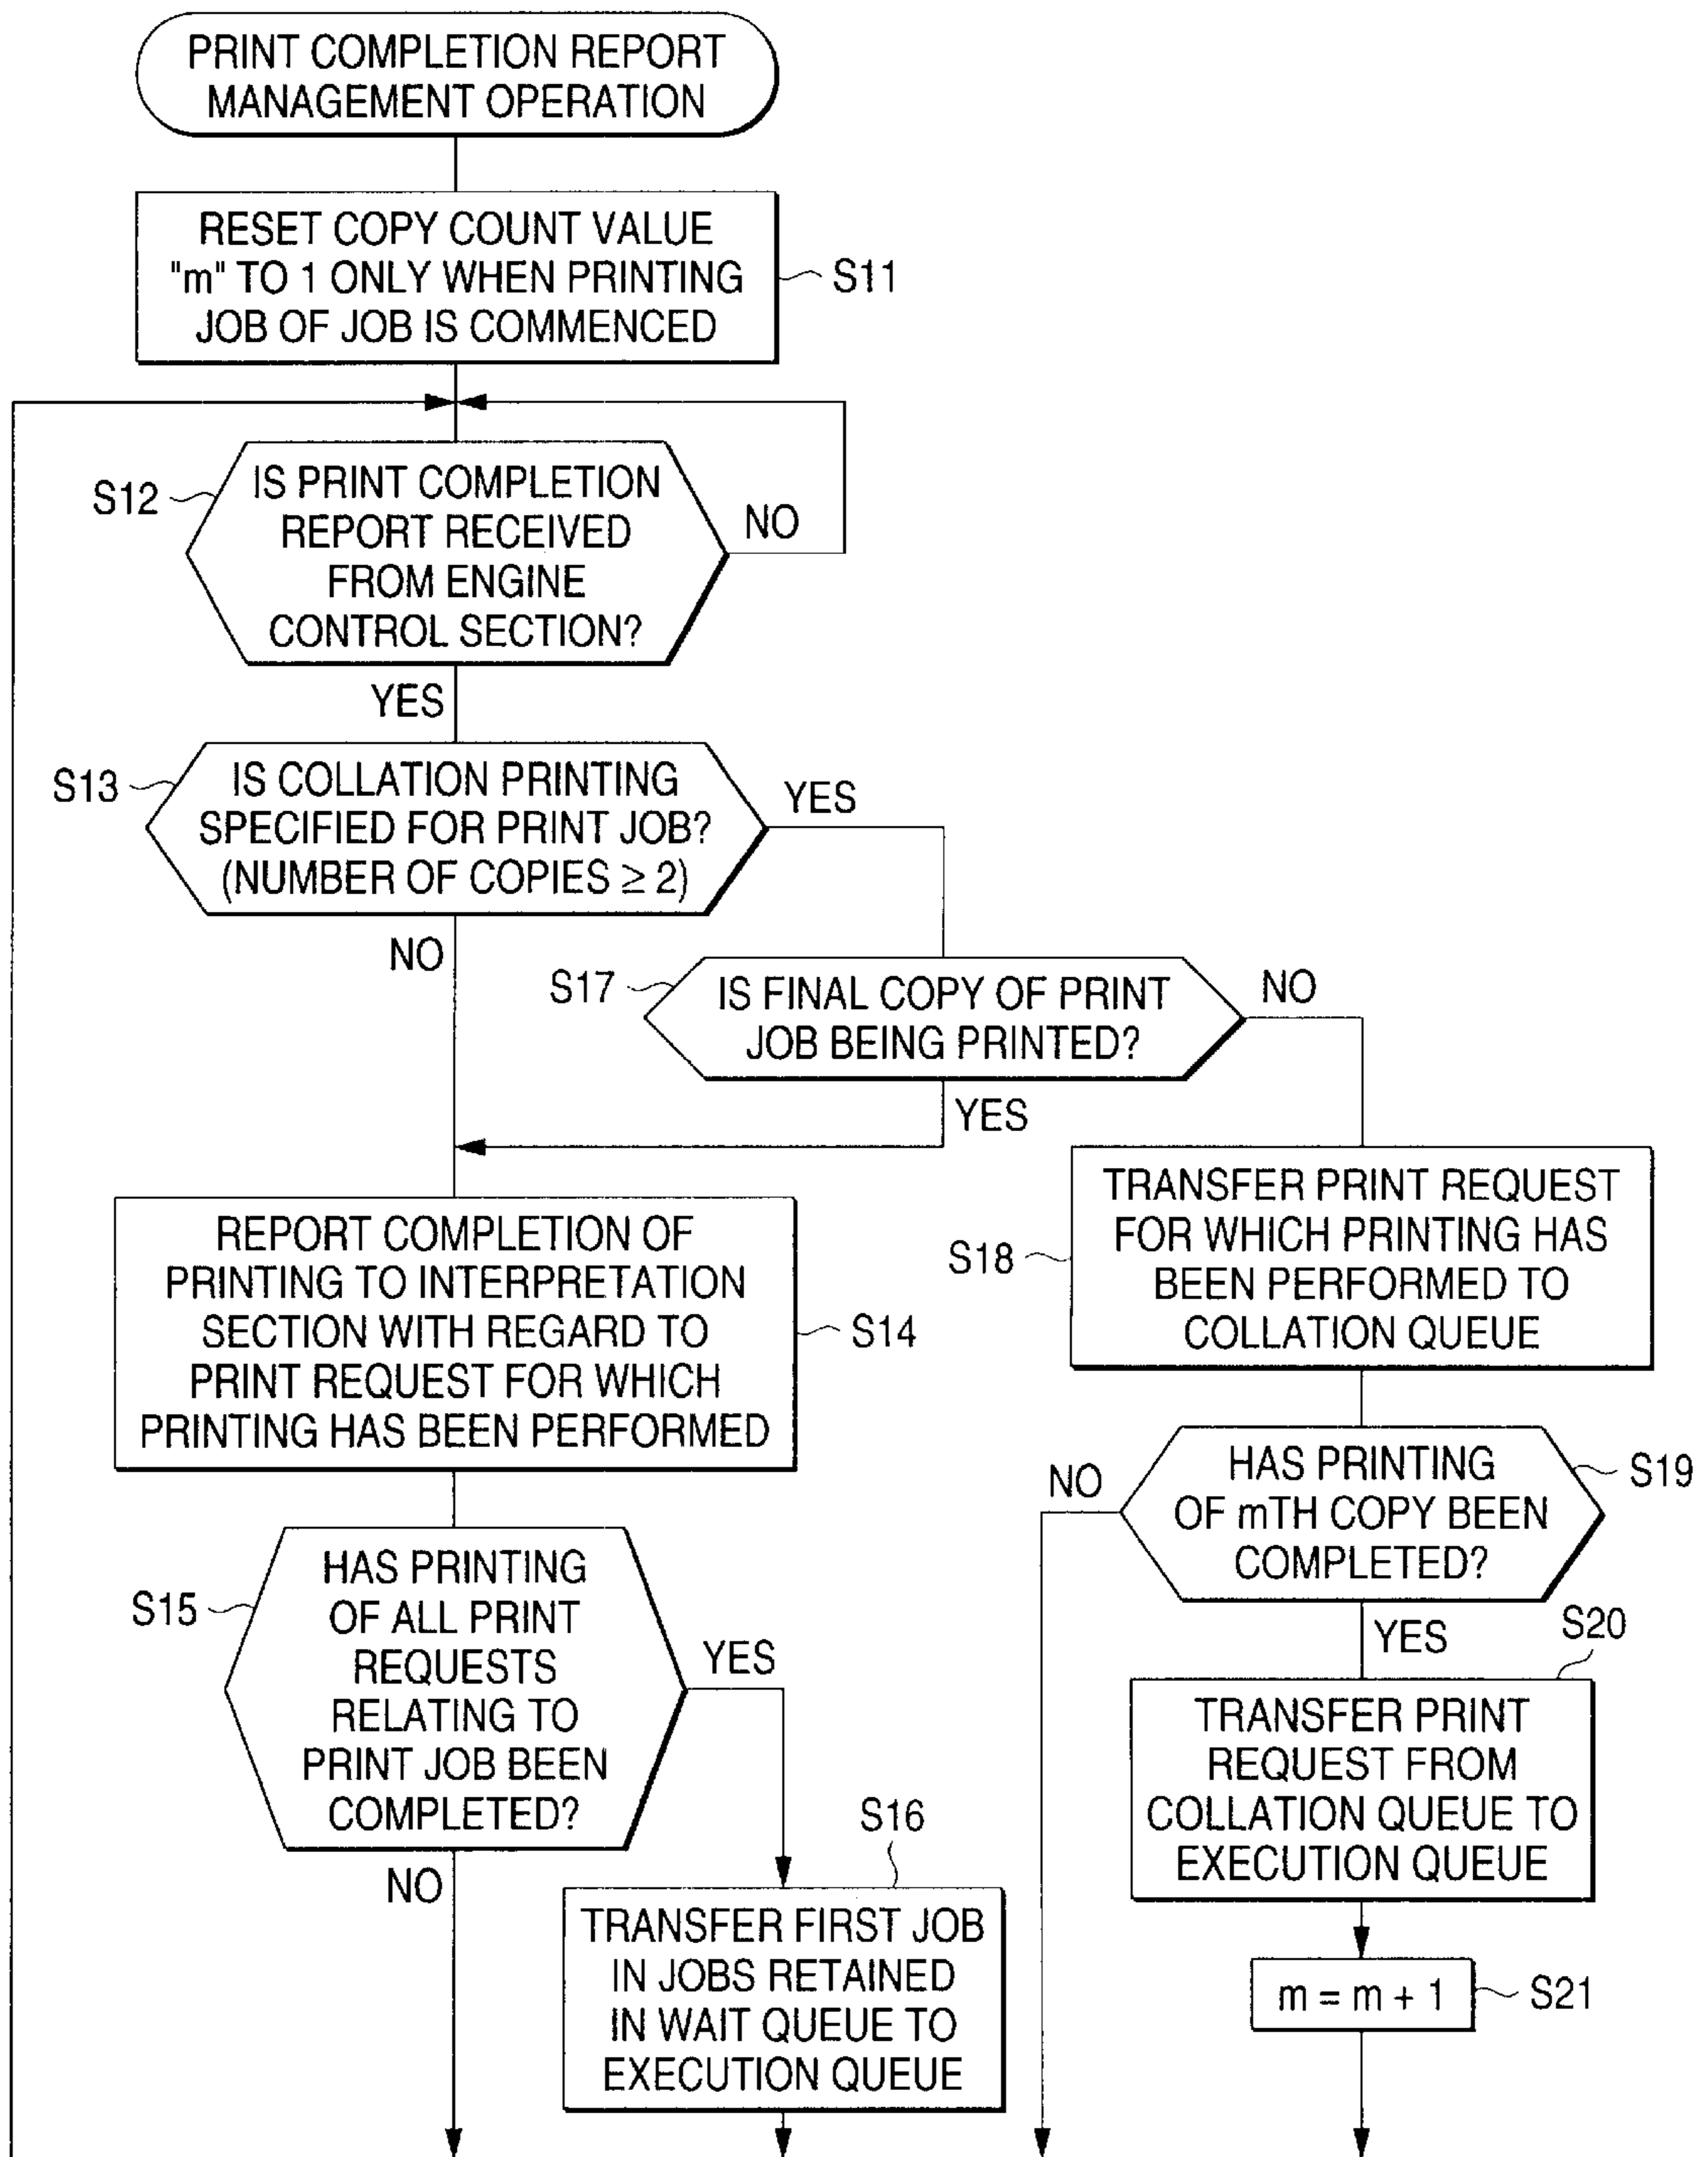 PRINT COMPLETION REPORT
MANAGEMENT OPERATION
RESET COPY COUNT VALUE
"m" TO 1 ONLY WHEN PRINTING
JOB OF JOB IS COMMENCED
S11
S12
IS PRINT COMPLETION
REPORT RECEIVED
FROM ENGINE
CONTROL SECTION?
NO
YES
S13
IS COLLATION PRINTING
SPECIFIED FOR PRINT JOB?
(NUMBER OF COPIES ≥ 2)
YES
NO
S17
IS FINAL COPY OF PRINT
JOB BEING PRINTED?
NO
YES
REPORT COMPLETION OF
PRINTING TO INTERPRETATION
SECTION WITH REGARD TO
PRINT REQUEST FOR WHICH
PRINTING HAS BEEN PERFORMED
S14
S18
TRANSFER PRINT REQUEST
FOR WHICH PRINTING HAS
BEEN PERFORMED TO
COLLATION QUEUE
S15
HAS PRINTING
OF ALL PRINT
REQUESTS
RELATING TO
PRINT JOB BEEN
COMPLETED?
YES
NO
NO
HAS PRINTING
OF mTH COPY BEEN
COMPLETED?
S19
YES
S20
TRANSFER PRINT
REQUEST FROM
COLLATION QUEUE TO
EXECUTION QUEUE
S16
TRANSFER FIRST JOB
IN JOBS RETAINED
IN WAIT QUEUE TO
EXECUTION QUEUE
m = m + 1
S21